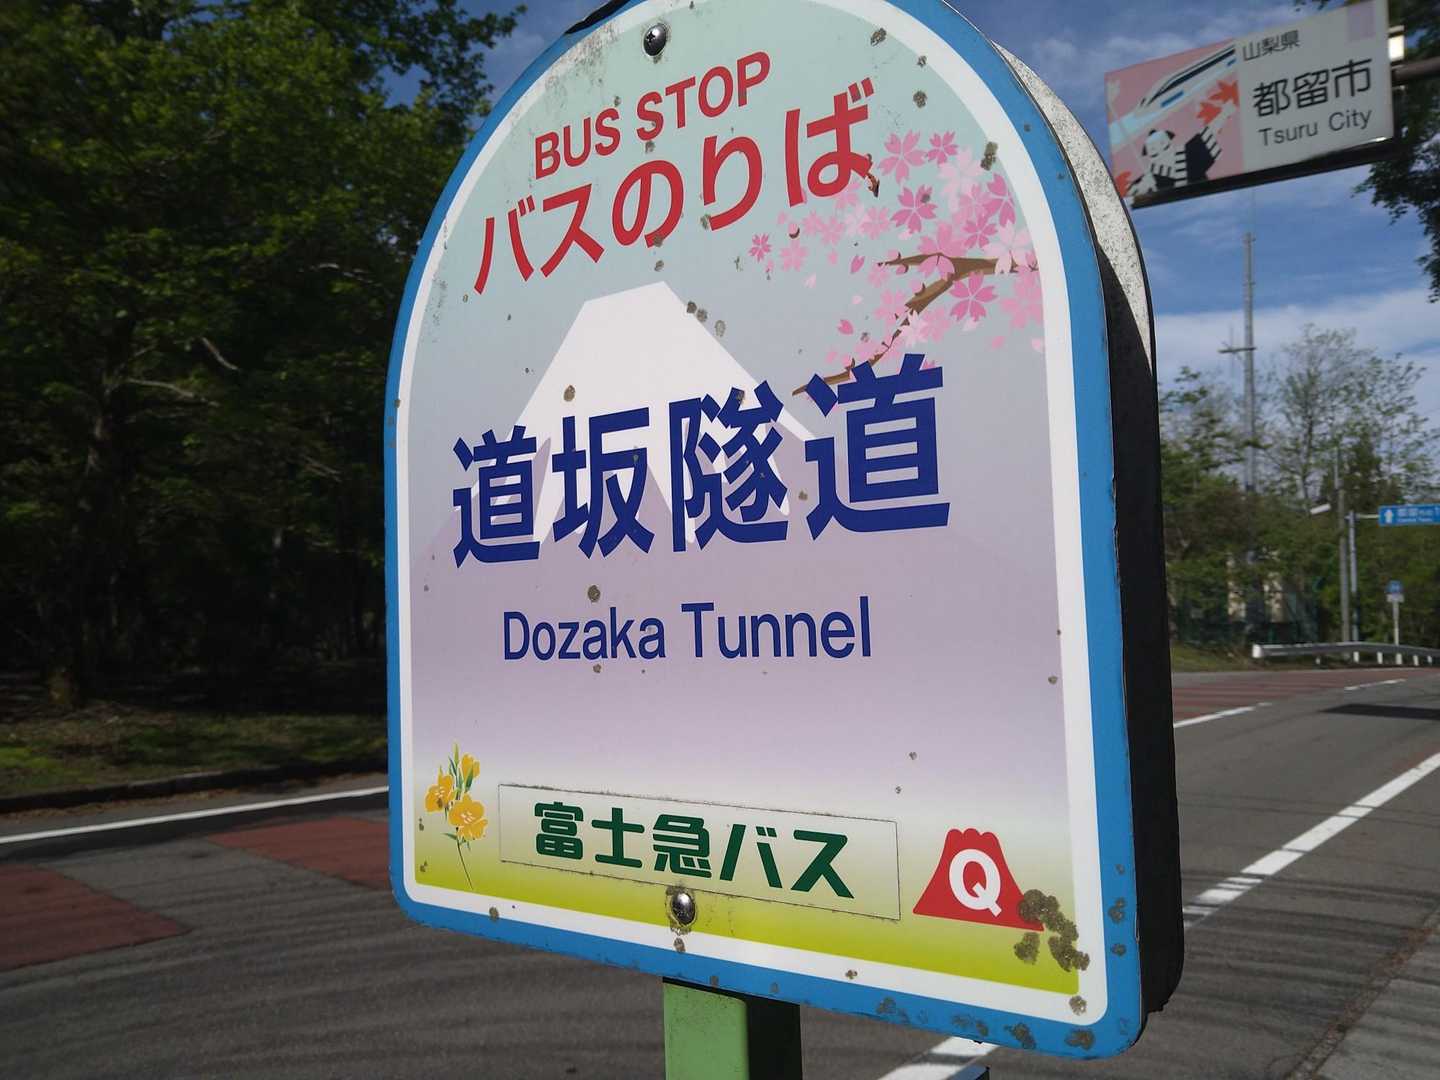 BUS STOP
バスのりば
道坂隧道
Dozaka Tunnel
富士急バス
Q
山梨県
都留市
Tsuru City